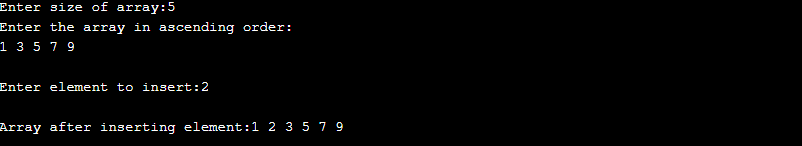 Enter size of array:5
Enter the array in ascending order:
1 3 5 7 9
Enter element to insert:2
Array after inserting element:1 2 3 5 7 9